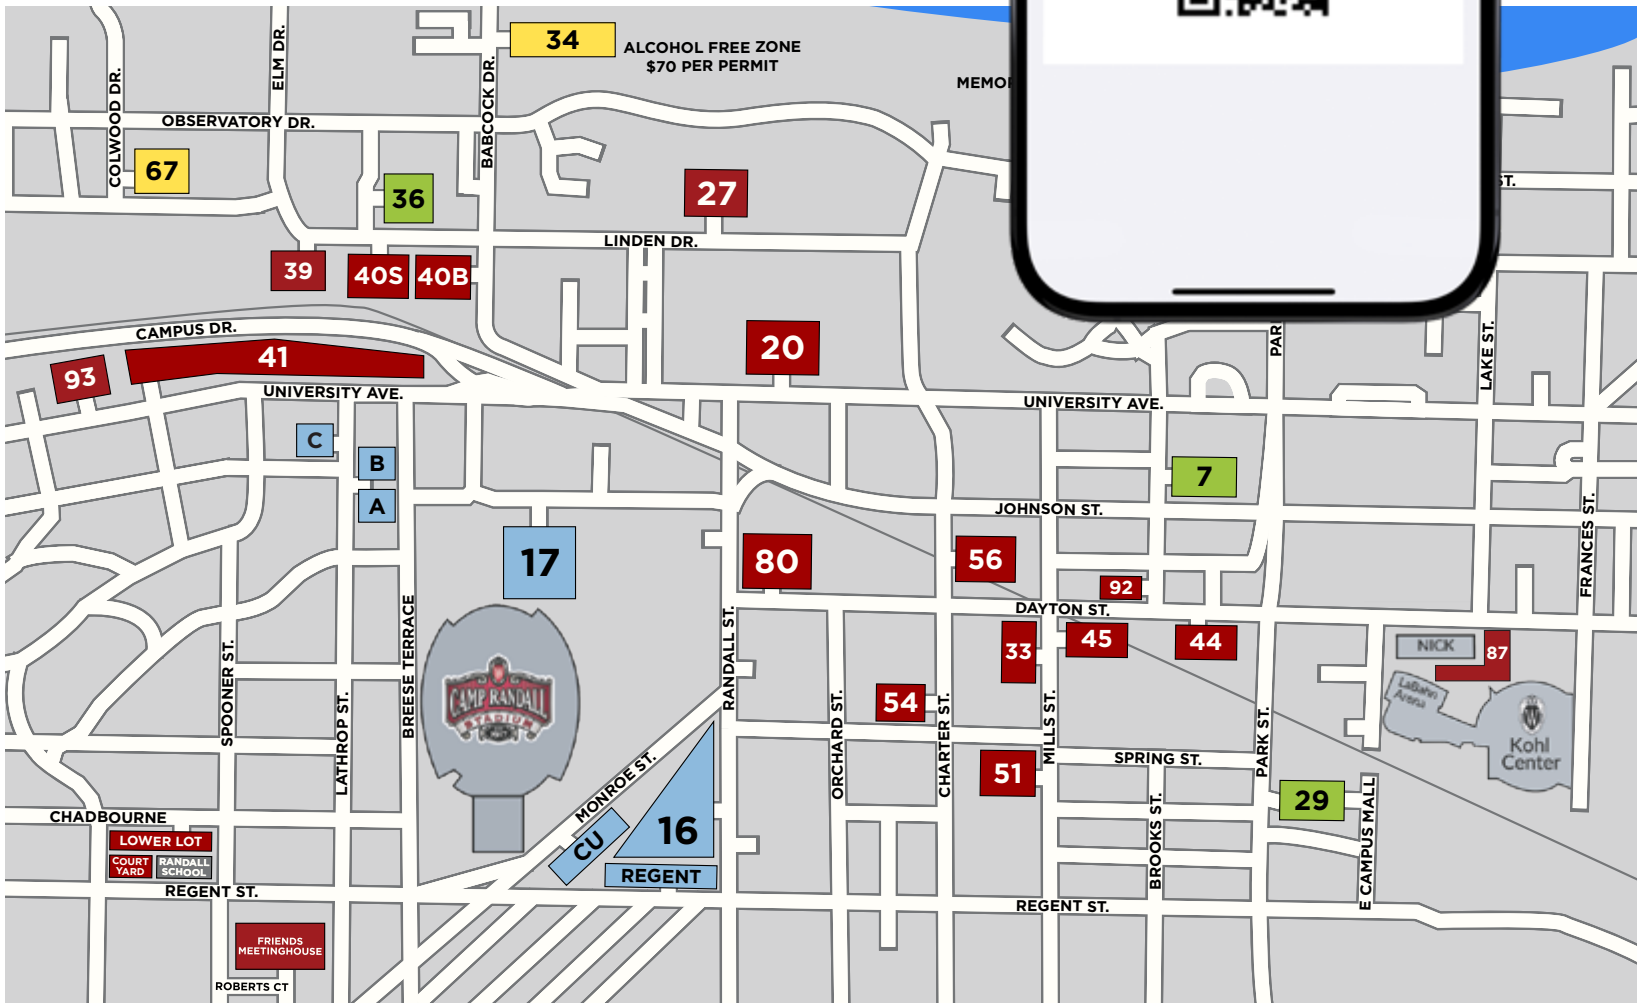 34
ALCOHOL FREE ZONE
$70 PER PERMIT
ELM DR.
COLWOOD DR.
BABCOCK DR.
OBSERVATORY DR.
67
36
27
LINDEN DR.
39
40S
40B
CAMPUS DR.
41
93
20
UNIVERSITY AVE.
UNIVERSITY AVE.
LAKE ST.
C
B
A
7
JOHNSON ST.
FRANCES ST.
17
80
56
92
DAYTON ST.
33
45
44
NICK
87
LaBahn
Arena
Kohl
Center
CAMP RANDALL
STADIUM
BREESE TERRACE
RANDALL ST.
SPOONER ST.
LATHROP ST.
54
ORCHARD ST.
CHARTER ST.
MILLS ST.
51
SPRING ST.
PARK ST.
29
MONROE ST.
CU
16
REGENT
BROOKS ST.
E CAMPUS MALL
CHADBOURNE
LOWER LOT
COURT
YARD
RANDALL
SCHOOL
REGENT ST.
REGENT ST.
FRIENDS
MEETINGHOUSE
ROBERTS CT